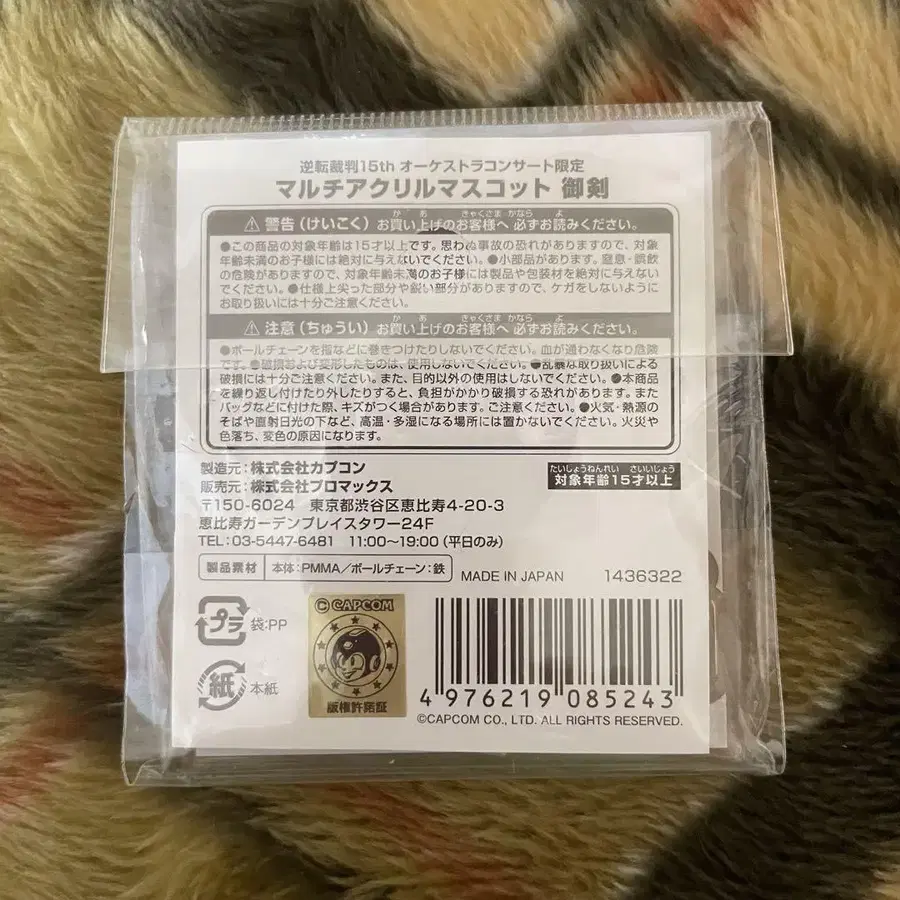 逆転裁判15th オーケストラコンサート限定
マルチアクリルマスコット 御剣
⚠警告（けいこく）お買い上げのお客様へ 必ずお読みください。
●この商品の対象年齢は15才以上です。思わぬ事故の恐れがありますので、対象
年齢未満のお子様には絶対に与えないでください。●小部品があります。窒息・誤飲
の危険がありますので、対象年齢未満のお子様には製品や包装材を絶対に与えない
でください。●仕様上尖った部分や鋭い部分がありますので、ケガをしないように
お取り扱いには十分ご注意ください。
⚠注意（ちゅうい）お買い上げのお客様へ 必ずお読みください。
●ボールチェーンを指などに巻きつけたりしないでください。血が通わなくなり危険
です。●破損および変形したものは、使用しないでください。●乱暴な取り扱いによる
破損には十分ご注意ください。また、目的以外の使用はしないでください。●本商品
を繰り返し付けたり外したりすると、負担がかかり破損する恐れがあります。また
バッグなどに付けた際、キズがつく場合があります。ご注意ください。●火気・熱源の
そばや直射日光の下など、高温・多湿になる場所には置かないでください。火災や
色落ち、変色の原因になります。
製造元：株式会社カプコン
販売元：株式会社プロマックス
〒150-6024 東京都渋谷区恵比寿4-20-3
恵比寿ガーデンプレイスタワー24F
TEL：03-5447-6481 11:00～19:00（平日のみ）
たいしょうねんれい さいいじょう
対象年齢15才以上
製品素材 本体：PMMA／ボールチェーン：鉄
MADE IN JAPAN 1436322
プラ 袋：PP
紙 本紙
©CAPCOM
版権許諾証
4 976219 085243
©CAPCOM CO., LTD. ALL RIGHTS RESERVED.